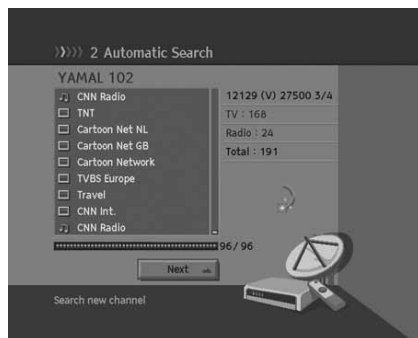 》》》 2 Automatic Search
YAMAL 102
CNN Radio
TNT
Cartoon Net NL
Cartoon Net GB
Cartoon Network
TVBS Europe
Travel
CNN Int.
CNN Radio
12129 (V) 27500 3/4
TV : 168
Radio : 24
Total : 191
96/ 96
Next
Search new channel